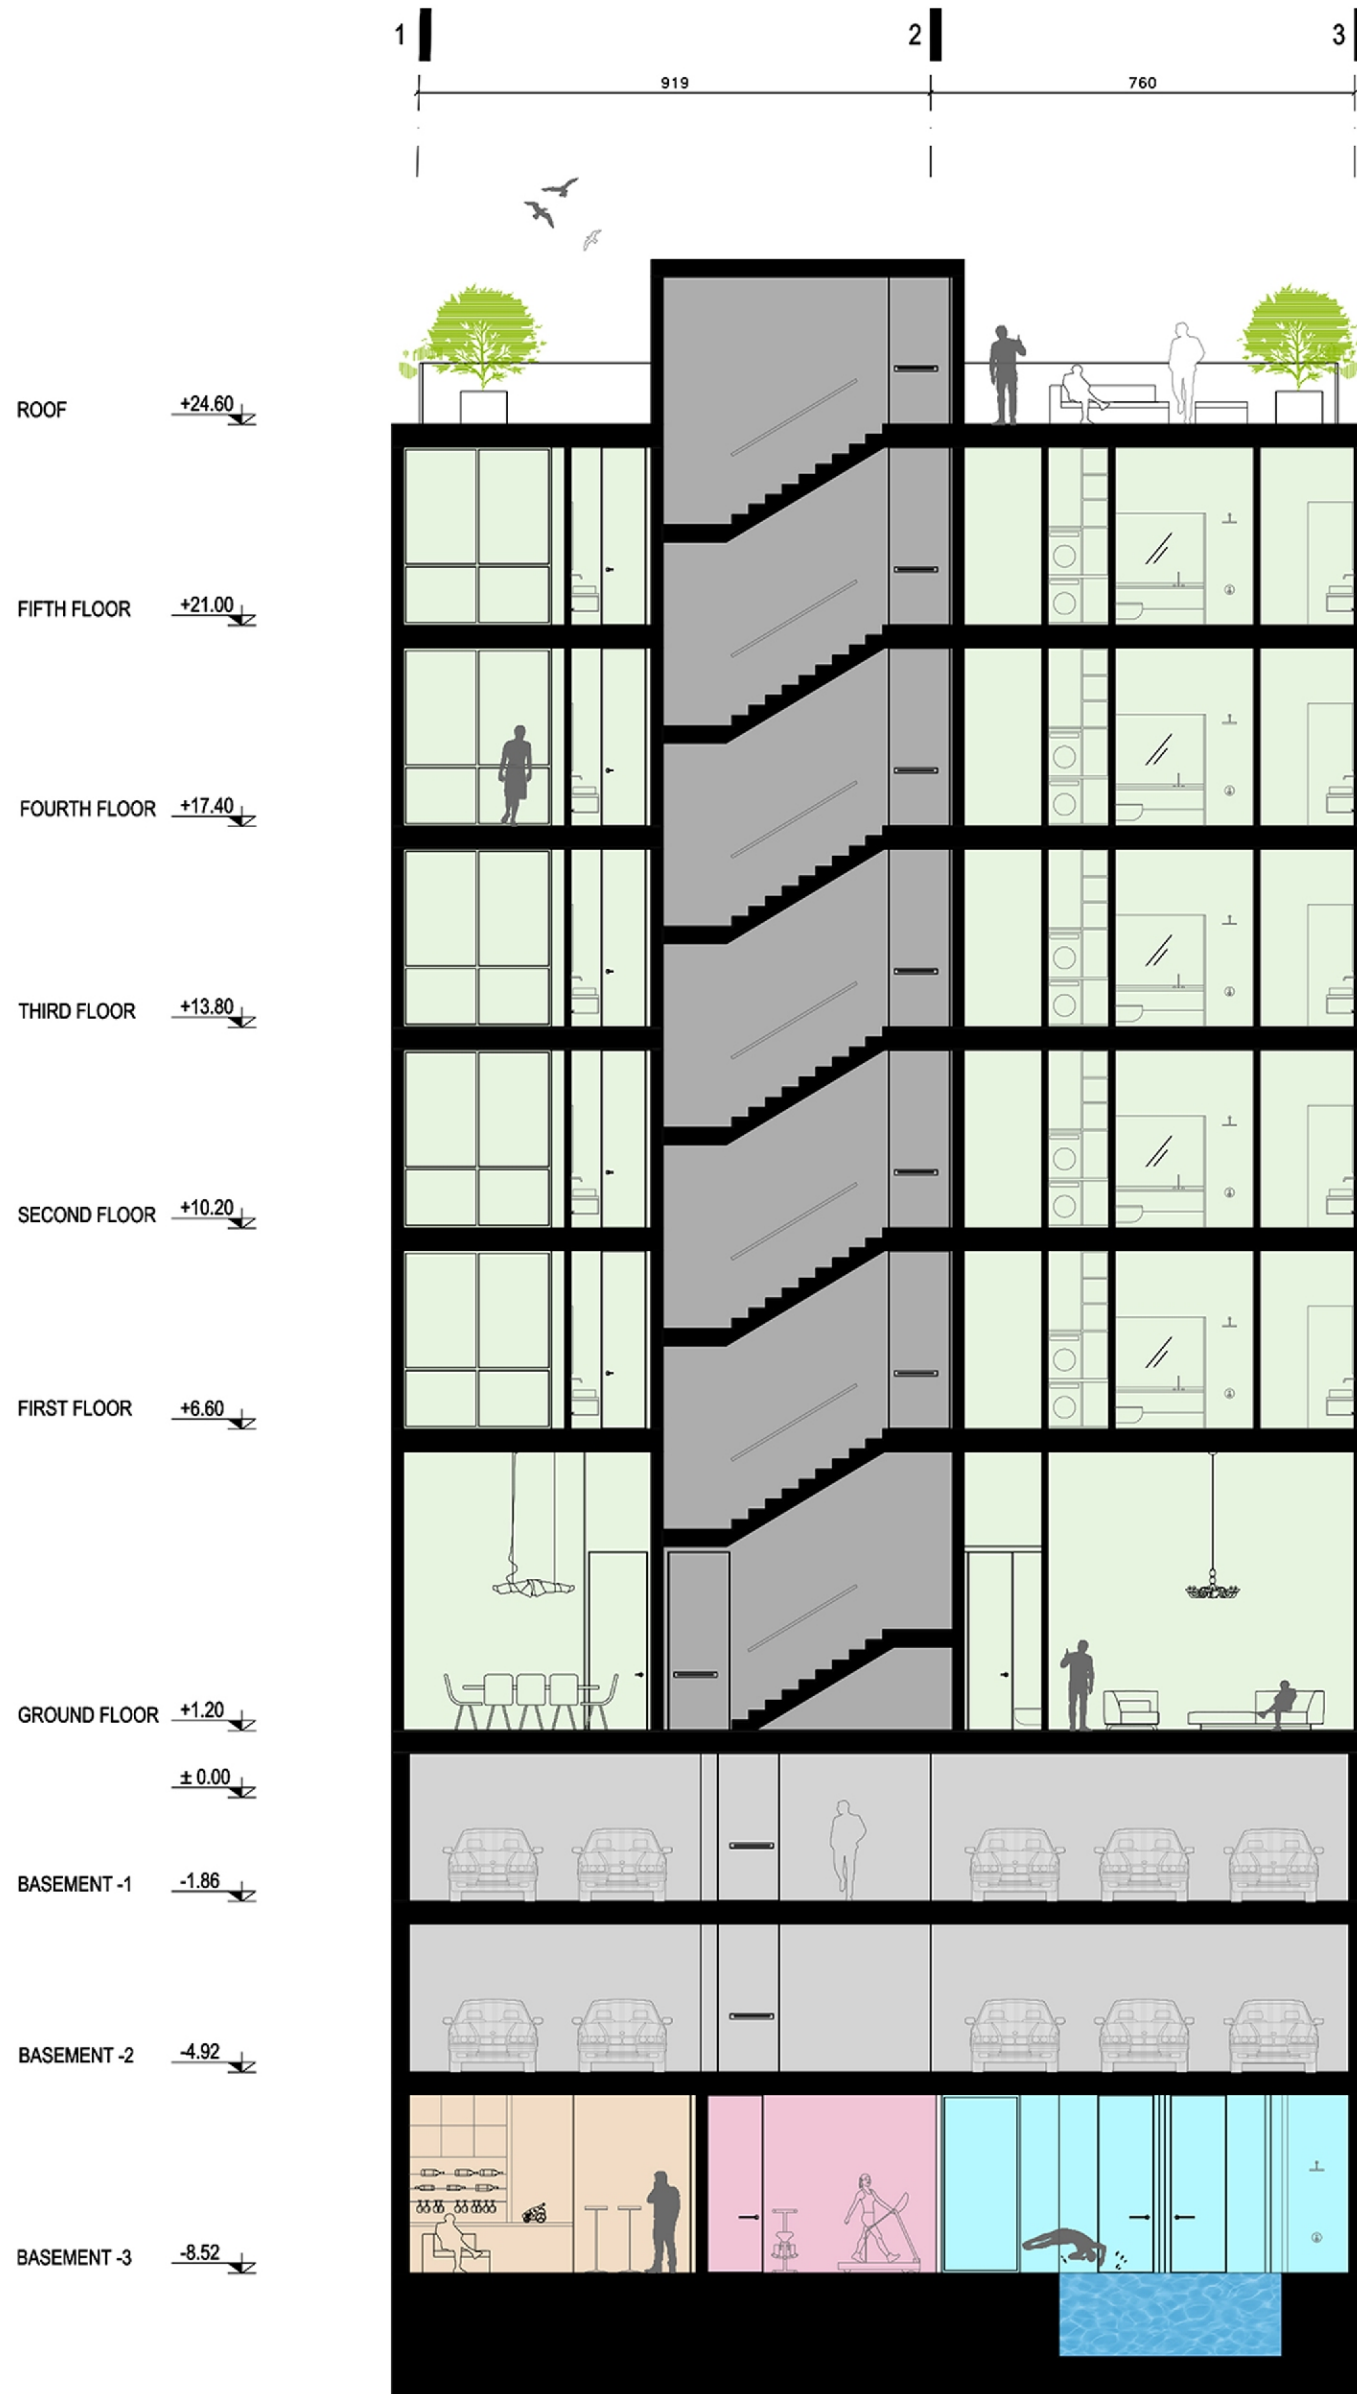 1 2 3
919 760
ROOF +24.60
FIFTH FLOOR +21.00
FOURTH FLOOR +17.40
THIRD FLOOR +13.80
SECOND FLOOR +10.20
FIRST FLOOR +6.60
GROUND FLOOR +1.20
± 0.00
BASEMENT -1 -1.86
BASEMENT -2 -4.92
BASEMENT -3 -8.52